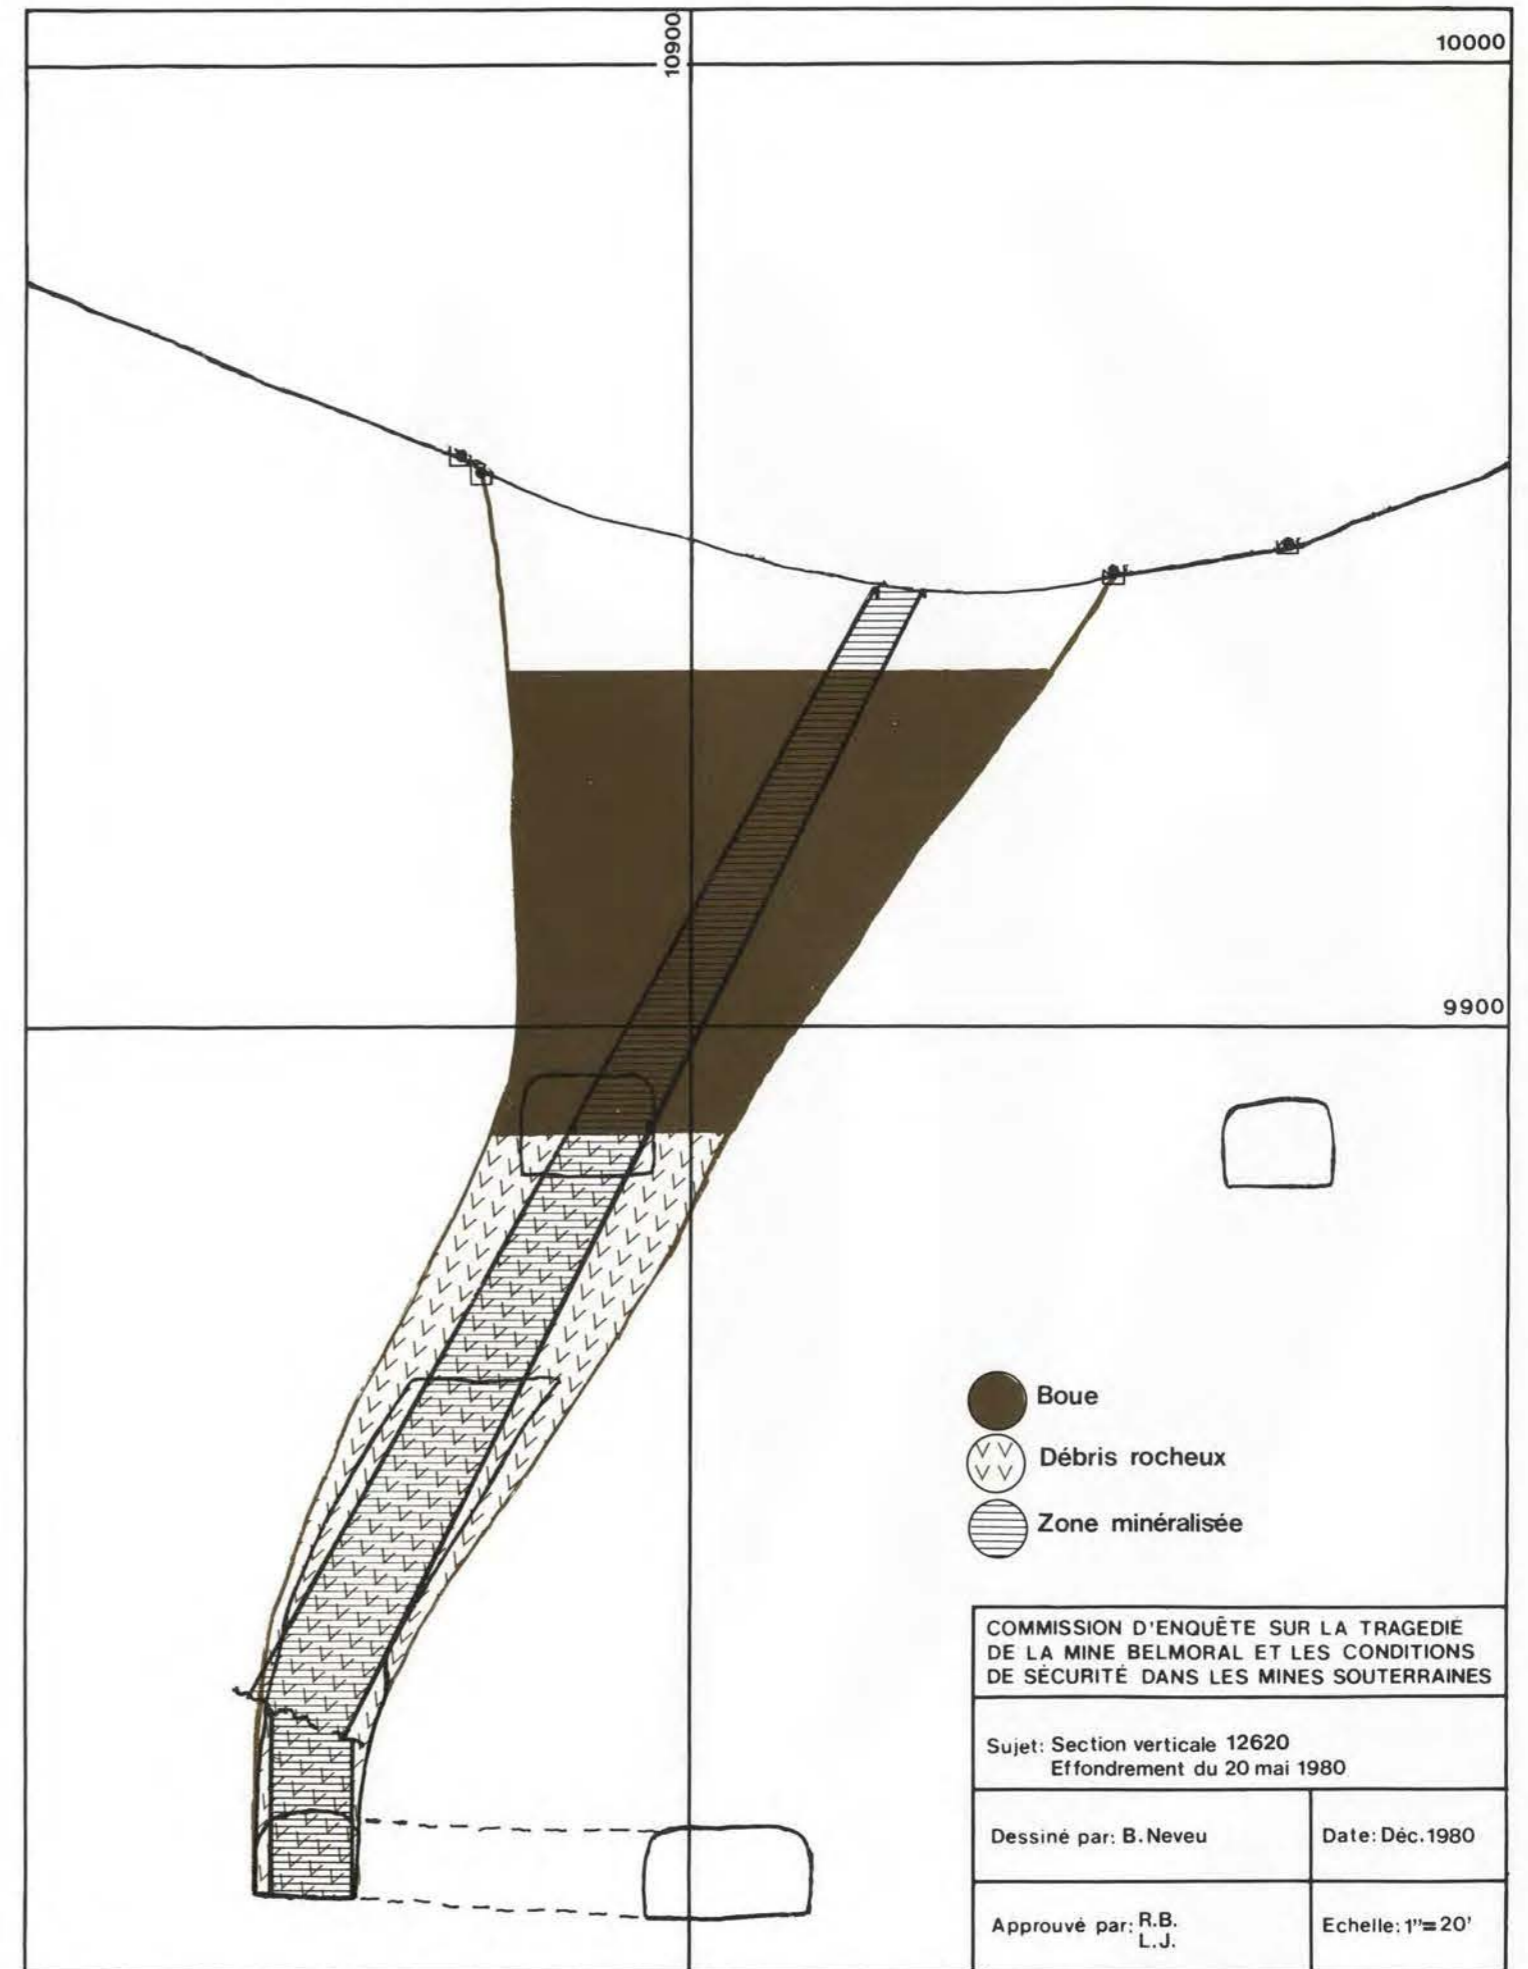 10900
10000
9900
Boue
Débris rocheux
Zone minéralisée
COMMISSION D'ENQUÊTE SUR LA TRAGEDIE
DE LA MINE BELMORAL ET LES CONDITIONS
DE SÉCURITÉ DANS LES MINES SOUTERRAINES
Sujet: Section verticale 12620
Effondrement du 20 mai 1980
Dessiné par: B. Neveu
Date: Déc. 1980
Approuvé par: R.B.
L.J.
Echelle: 1"= 20'